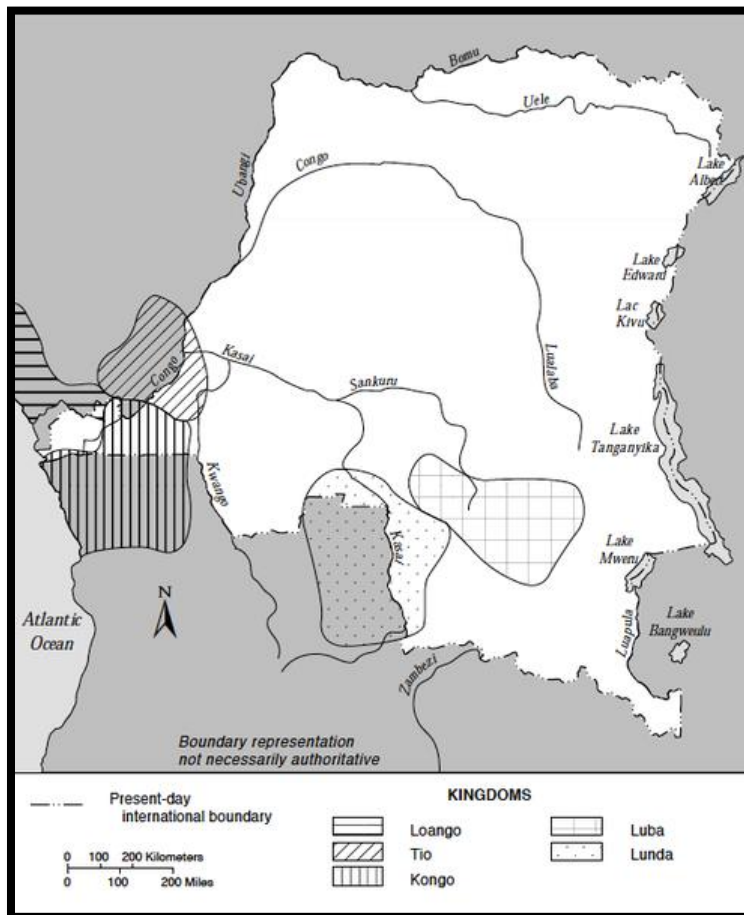 Bomu
Uele
Ubangi
Congo
Lake
Albert
Lake
Edward
Lac
Kivu
Congo
Kasai
Sankuru
Lualaba
Lake
Tanganyika
Kwango
Kasai
Lake
Mweru
N
Atlantic
Ocean
Luapula
Lake
Bangweulu
Zambezi
Boundary representation
not necessarily authoritative
Present-day
international boundary
0 100 200 Kilometers
0 100 200 Miles
KINGDOMS
Loango
Tio
Kongo
Luba
Lunda